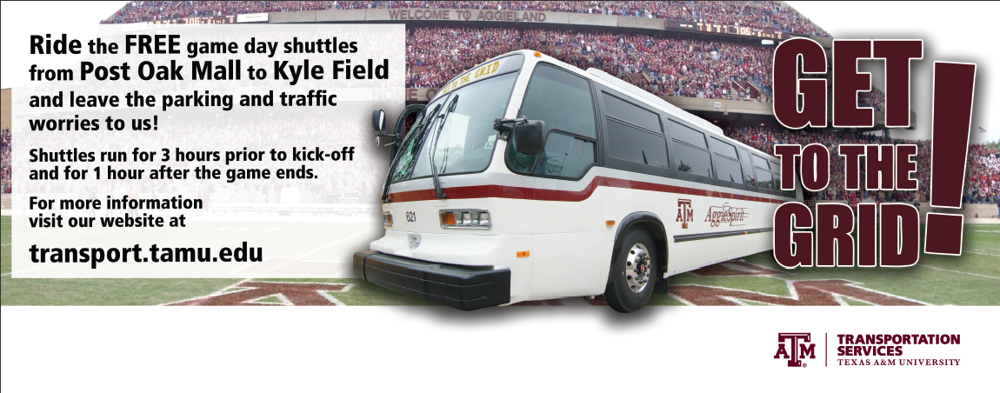 WELCOME TO AGGIELAND
Ride the FREE game day shuttles
from Post Oak Mall to Kyle Field
and leave the parking and traffic
worries to us!
Shuttles run for 3 hours prior to kick-off
and for 1 hour after the game ends.
For more information
visit our website at
transport.tamu.edu
GET TO THE GRID
621
ATM
AggieSpirit
GET
TO THE
GRID!
ATM
TRANSPORTATION
SERVICES
TEXAS A&M UNIVERSITY